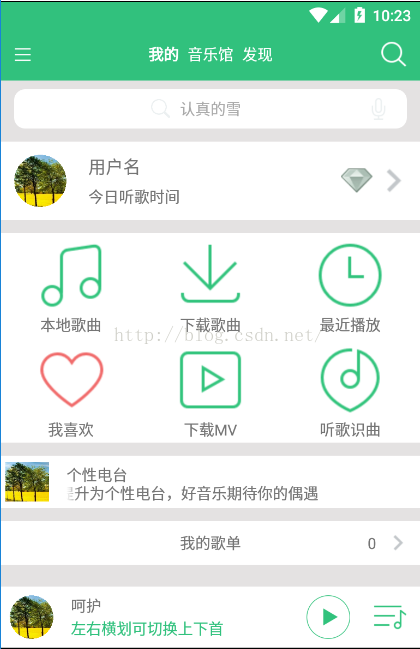 10:23
我的 音乐馆 发现
认真的雪
用户名
今日听歌时间
本地歌曲 下载歌曲 最近播放
http://blog.csdn.net/
我喜欢 下载MV 听歌识曲
个性电台
升为个性电台，好音乐期待你的偶遇
我的歌单 0
呵护
左右横划可切换上下首